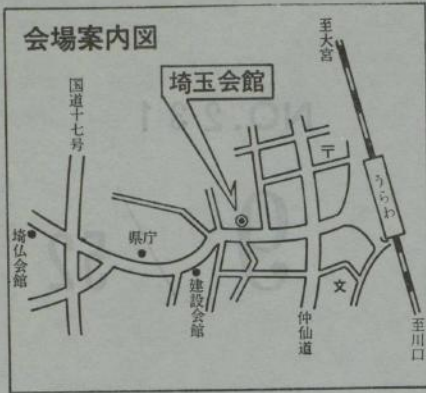 会場案内図
至大宮
国道十七号
埼玉会館
〒
うらわ
埼仏会館
県庁
建設会館
文
仲仙道
至川口